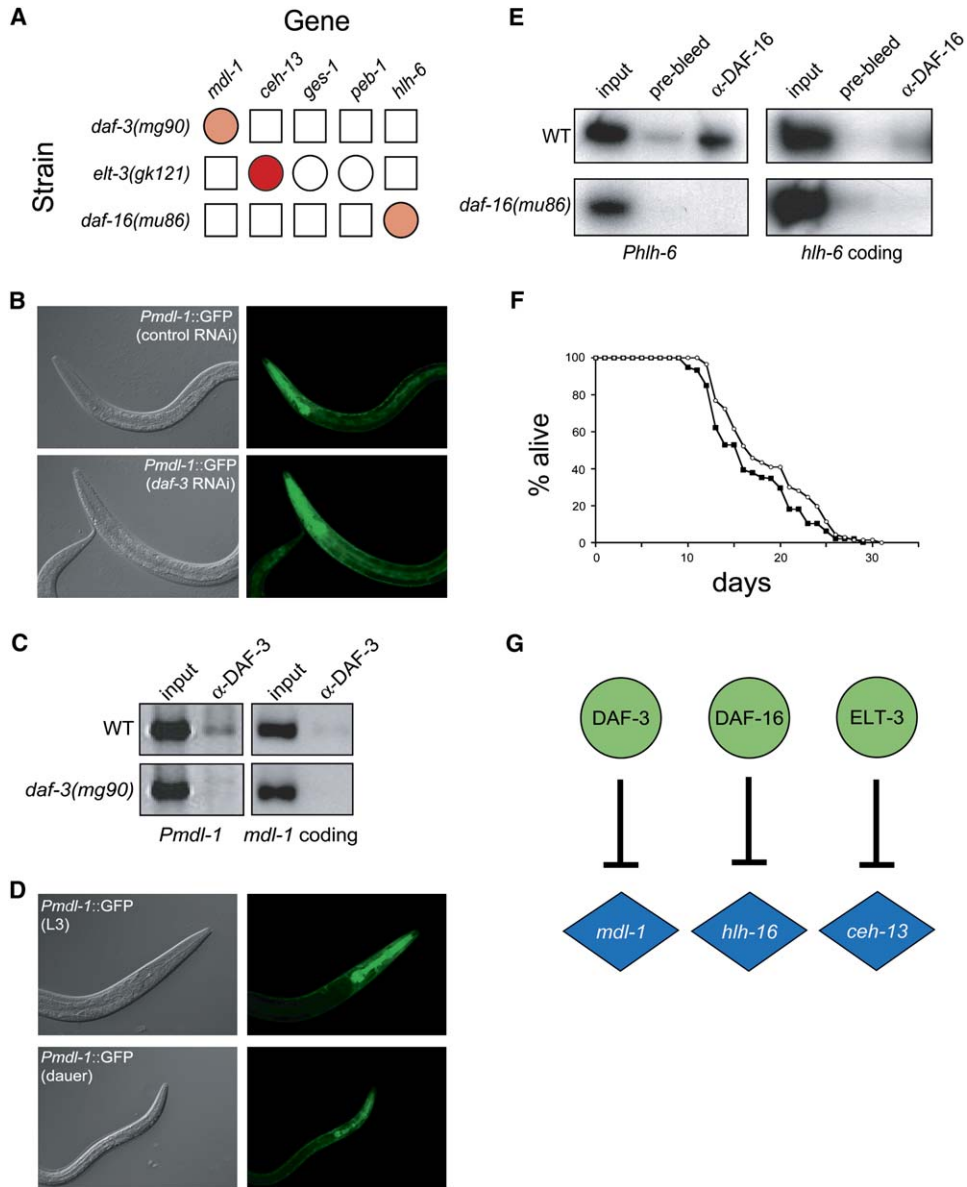 A
Gene
mdl-1
ceh-13
ges-1
peb-1
hlh-6
Strain
daf-3(mg90)
elt-3(gk121)
daf-16(mu86)
B
Pmdl-1::GFP
(control RNAi)
Pmdl-1::GFP
(daf-3 RNAi)
C
input
α-DAF-3
input
α-DAF-3
WT
daf-3(mg90)
Pmdl-1
mdl-1 coding
D
Pmdl-1::GFP
(L3)
Pmdl-1::GFP
(dauer)
E
input
pre-bleed
α-DAF-16
input
pre-bleed
α-DAF-16
WT
daf-16(mu86)
Phlh-6
hlh-6 coding
F
% alive
100
80
60
40
20
0
0
10
20
30
days
G
DAF-3
DAF-16
ELT-3
mdl-1
hlh-16
ceh-13